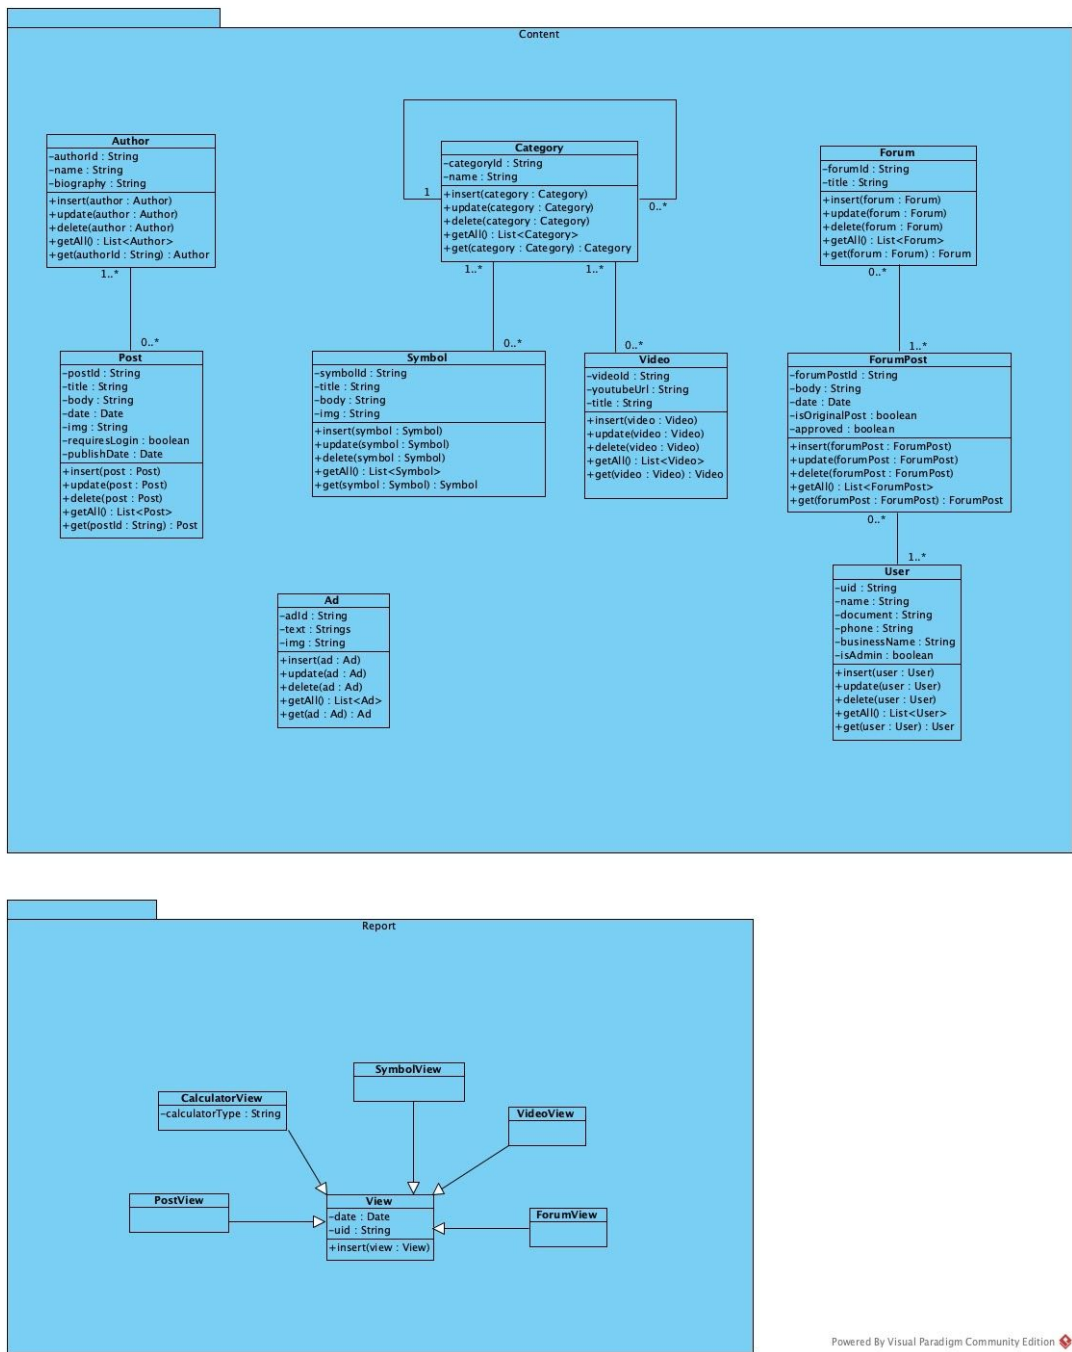 Content
Author
-authorId : String
-name : String
-biography : String
+insert(author : Author)
+update(author : Author)
+delete(author : Author)
+getAll() : List<Author>
+get(authorId : String) : Author
1..*
0..*
Post
-postId : String
-title : String
-body : String
-date : Date
-img : String
-requiresLogin : boolean
-publishDate : Date
+insert(post : Post)
+update(post : Post)
+delete(post : Post)
+getAll() : List<Post>
+get(postId : String) : Post
Category
-categoryId : String
-name : String
+insert(category : Category)
+update(category : Category)
+delete(category : Category)
+getAll() : List<Category>
+get(category : Category) : Category
1
0..*
1..*
1..*
0..*
0..*
Symbol
-symbolId : String
-title : String
-body : String
-img : String
+insert(symbol : Symbol)
+update(symbol : Symbol)
+delete(symbol : Symbol)
+getAll() : List<Symbol>
+get(symbol : Symbol) : Symbol
Video
-videoId : String
-youtubeUrl : String
-title : String
+insert(video : Video)
+update(video : Video)
+delete(video : Video)
+getAll() : List<Video>
+get(video : Video) : Video
Forum
-forumId : String
-title : String
+insert(forum : Forum)
+update(forum : Forum)
+delete(forum : Forum)
+getAll() : List<Forum>
+get(forum : Forum) : Forum
0..*
1..*
ForumPost
-forumPostId : String
-body : String
-date : Date
-isOriginalPost : boolean
-approved : boolean
+insert(forumPost : ForumPost)
+update(forumPost : ForumPost)
+delete(forumPost : ForumPost)
+getAll() : List<ForumPost>
+get(forumPost : ForumPost) : ForumPost
0..*
1..*
User
-uid : String
-name : String
-document : String
-phone : String
-businessName : String
-isAdmin : boolean
+insert(user : User)
+update(user : User)
+delete(user : User)
+getAll() : List<User>
+get(user : User) : User
Ad
-adId : String
-text : Strings
-img : String
+insert(ad : Ad)
+update(ad : Ad)
+delete(ad : Ad)
+getAll() : List<Ad>
+get(ad : Ad) : Ad
Report
SymbolView
CalculatorView
-calculatorType : String
VideoView
PostView
View
-date : Date
-uid : String
+insert(view : View)
ForumView
Powered By Visual Paradigm Community Edition